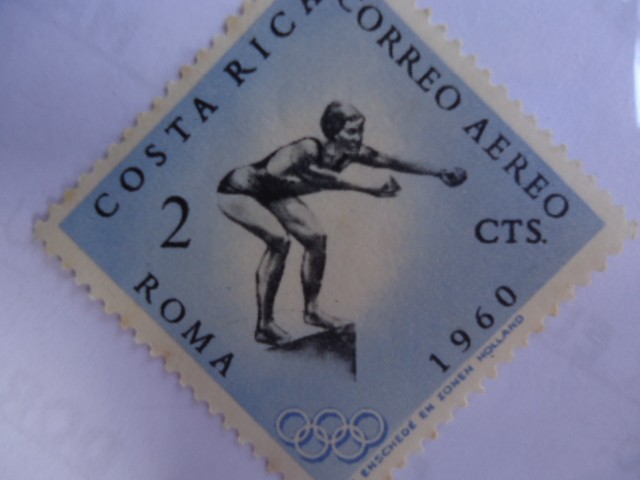 COSTA RICA
CORREO AEREO
2 CTS.
ROMA
1960
ENSCHEDÉ EN ZONEN HOLLAND